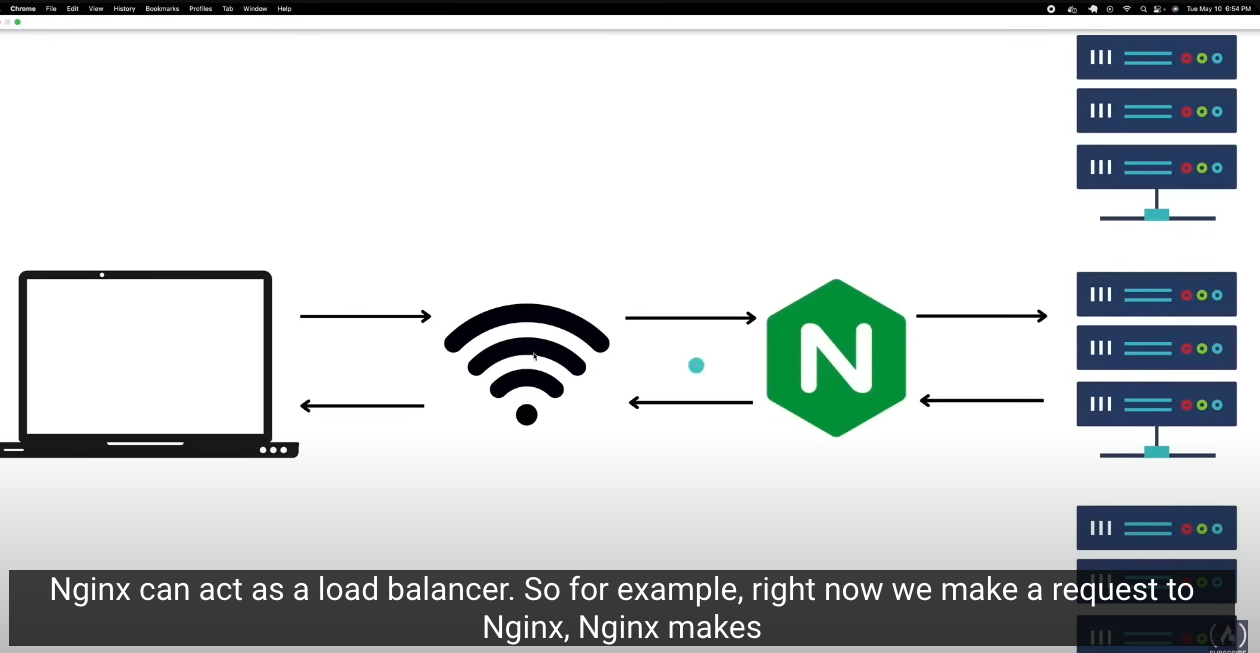 Chrome File Edit View History Bookmarks Profiles Tab Window Help Tue May 10 6:54 PM
N
Nginx can act as a load balancer. So for example, right now we make a request to
Nginx, Nginx makes
SUBSCRIBE